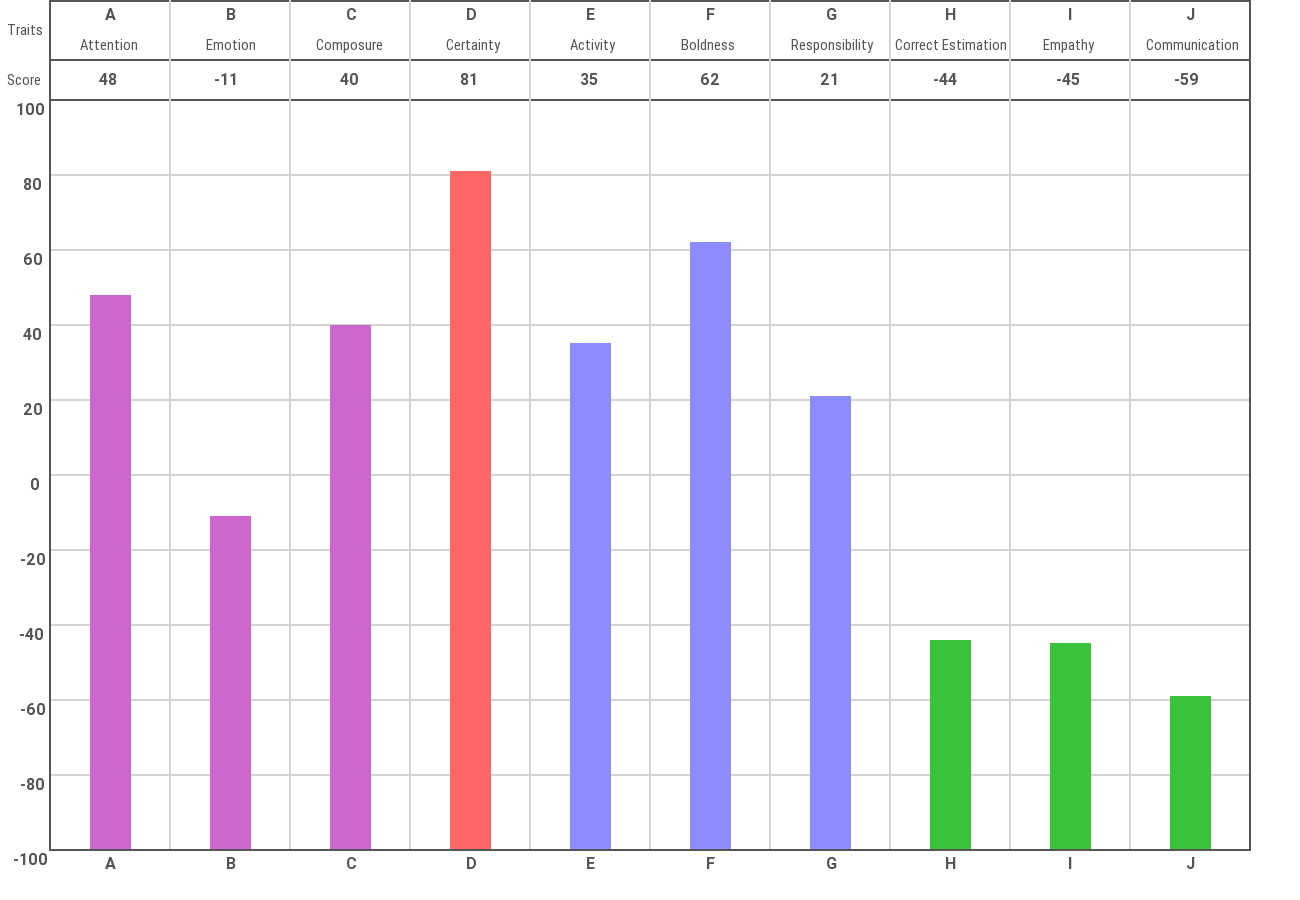 A B C D E F G H I J
Traits
Attention Emotion Composure Certainty Activity Boldness Responsibility Correct Estimation Empathy Communication
Score 48 -11 40 81 35 62 21 -44 -45 -59
100
80
60
40
20
0
-20
-40
-60
-80
-100
A B C D E F G H I J